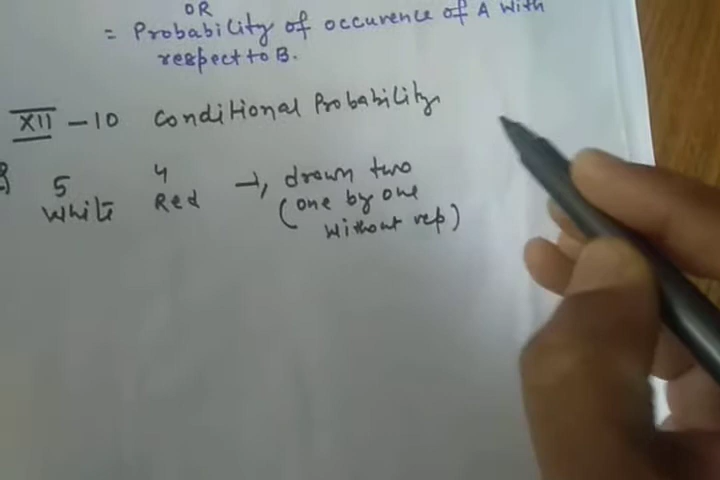 OR
= Probability of occurence of A with
respect to B.
XII - 10 Conditional Probability
5 4 → drawn two
White Red (one by one
without rep)